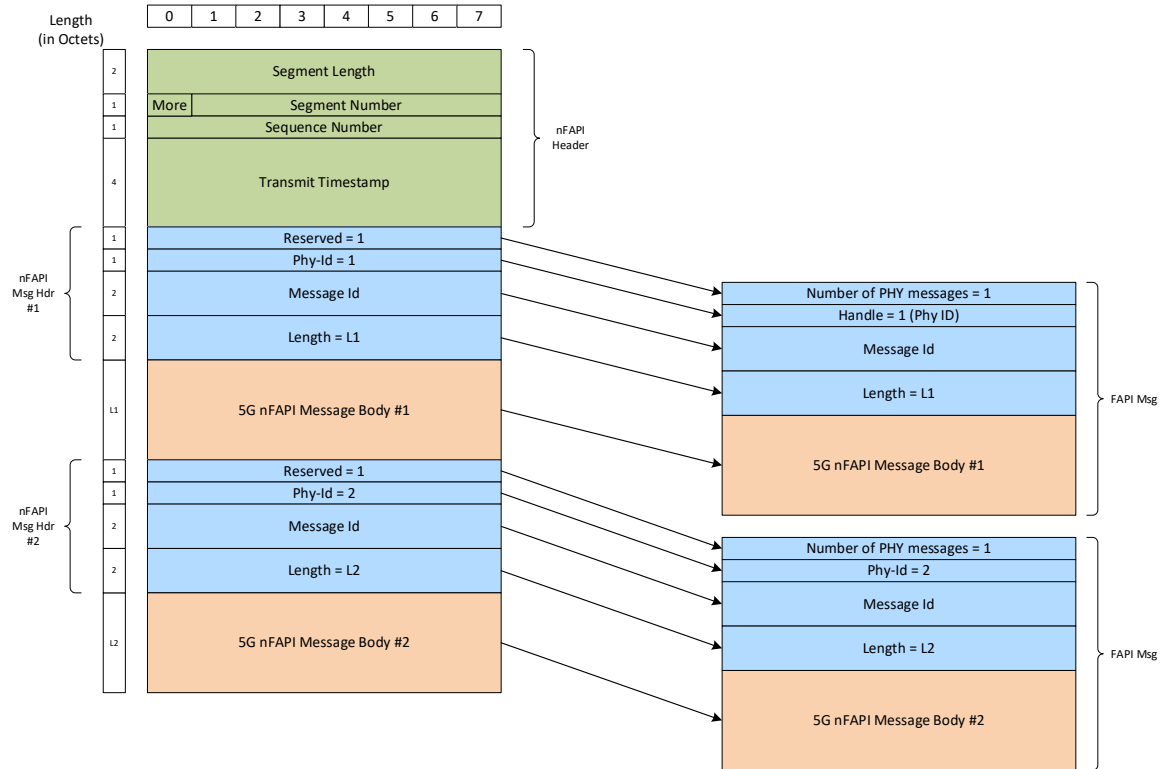 Length
(in Octets)
0 1 2 3 4 5 6 7
2
Segment Length
1
More
Segment Number
1
Sequence Number
4
Transmit Timestamp
nFAPI
Header
nFAPI
Msg Hdr
#1
1
Reserved = 1
1
Phy-Id = 1
2
Message Id
2
Length = L1
L1
5G nFAPI Message Body #1
nFAPI
Msg Hdr
#2
1
Reserved = 1
1
Phy-Id = 2
2
Message Id
2
Length = L2
L2
5G nFAPI Message Body #2
Number of PHY messages = 1
Handle = 1 (Phy ID)
Message Id
Length = L1
5G nFAPI Message Body #1
FAPI Msg
Number of PHY messages = 1
Phy-Id = 2
Message Id
Length = L2
5G nFAPI Message Body #2
FAPI Msg